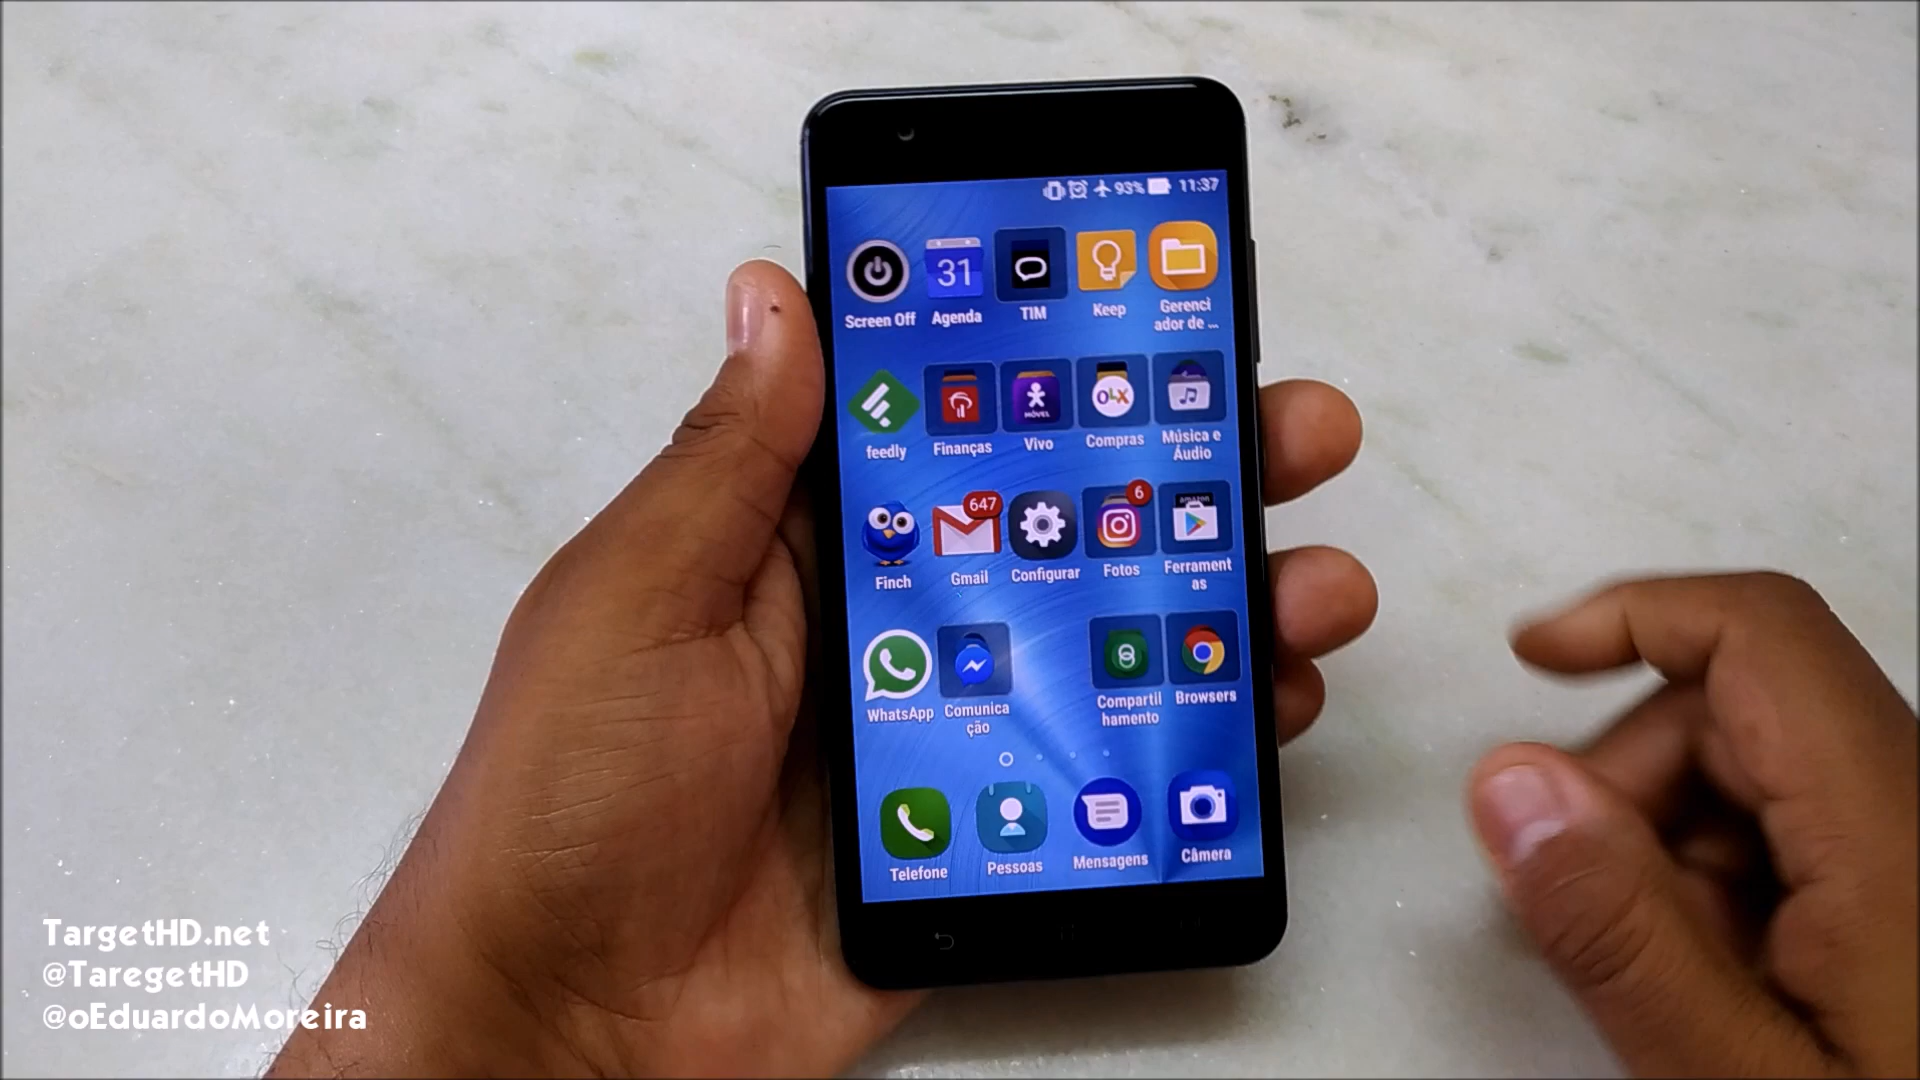 93% 11:37
31
Screen Off Agenda TIM Keep Gerenci
ador de ...
MÓVEL OLX
feedly Finanças Vivo Compras Música e
Áudio
647 6 amazon
Finch Gmail Configurar Fotos Ferrament
as
WhatsApp Comunica
ção
Compartil
hamento
Browsers
Telefone Pessoas Mensagens Câmera
TargetHD.net
@TaregetHD
@oEduardoMoreira